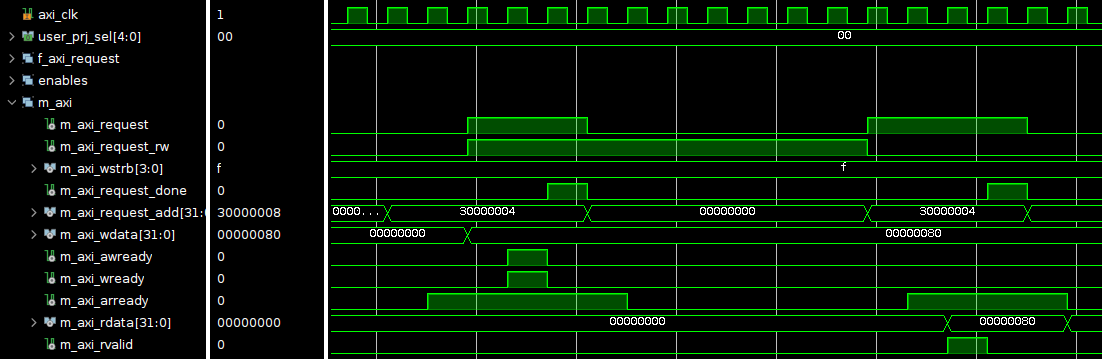 axi_clk 1
user_prj_sel[4:0] 00 00
f_axi_request
enables
m_axi
m_axi_request 0
m_axi_request_rw 0
m_axi_wstrb[3:0] f f
m_axi_request_done 0
m_axi_request_add[31:0 30000008 0000... 30000004 00000000 30000004
m_axi_wdata[31:0] 00000080 00000000 00000080
m_axi_awready 0
m_axi_wready 0
m_axi_arready 0
m_axi_rdata[31:0] 00000000 00000000 00000080
m_axi_rvalid 0